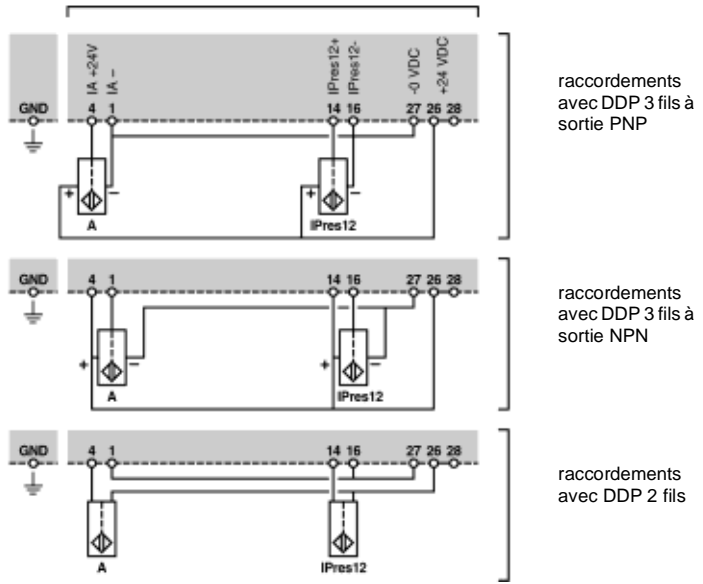 IA +24V
IA –
IPres12+
IPres12-
-0 VDC
+24 VDC
GND 4 1 14 16 27 26 28
+ – + –
A IPres12
raccordements
avec DDP 3 fils à
sortie PNP
GND 4 1 14 16 27 26 28
+ – + –
A IPres12
raccordements
avec DDP 3 fils à
sortie NPN
GND 4 1 14 16 27 26 28
A IPres12
raccordements
avec DDP 2 fils